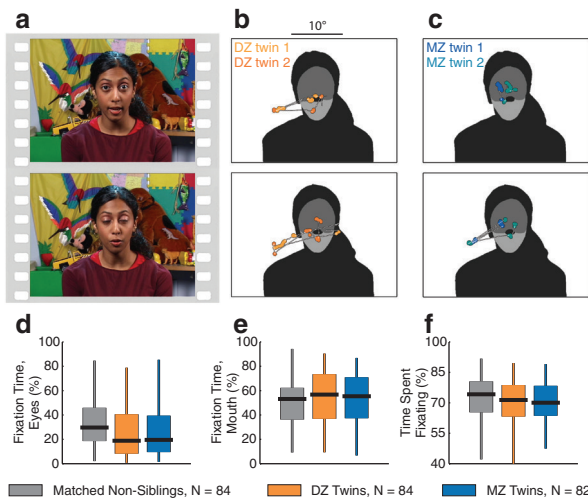 a
b
c
10°
DZ twin 1
DZ twin 2
MZ twin 1
MZ twin 2
d
e
f
Fixation Time,
Eyes (%)
100
80
60
40
20
0
Fixation Time,
Mouth (%)
100
80
60
40
20
0
Time Spent
Fixating (%)
100
85
70
55
40
Matched Non-Siblings, N = 84
DZ Twins, N = 84
MZ Twins, N = 82